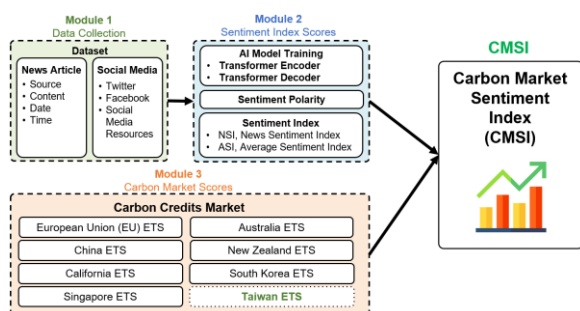 Module 1
Data Collection
Dataset
News Article
• Source
• Content
• Date
• Time
Social Media
• Twitter
• Facebook
• Social
Media
Resources
Module 2
Sentiment Index Scores
AI Model Training
• Transformer Encoder
• Transformer Decoder
Sentiment Polarity
Sentiment Index
• NSI, News Sentiment Index
• ASI, Average Sentiment Index
Module 3
Carbon Market Scores
Carbon Credits Market
European Union (EU) ETS
Australia ETS
China ETS
New Zealand ETS
California ETS
South Korea ETS
Singapore ETS
Taiwan ETS
CMSI
Carbon Market
Sentiment
Index
(CMSI)